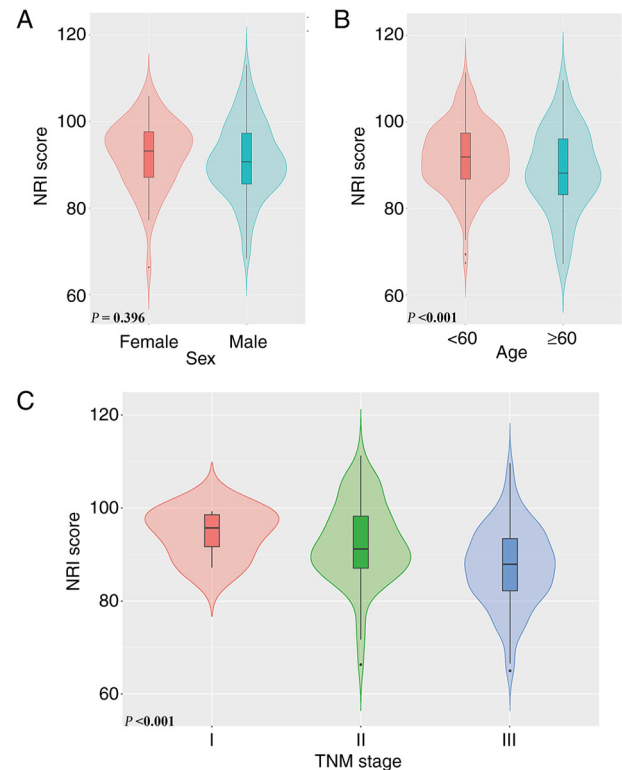 A
NRI score
120
100
80
60
P = 0.396
Female
Male
Sex
B
NRI score
120
100
80
60
P <0.001
<60
≥60
Age
C
NRI score
120
100
80
60
P <0.001
I
II
III
TNM stage